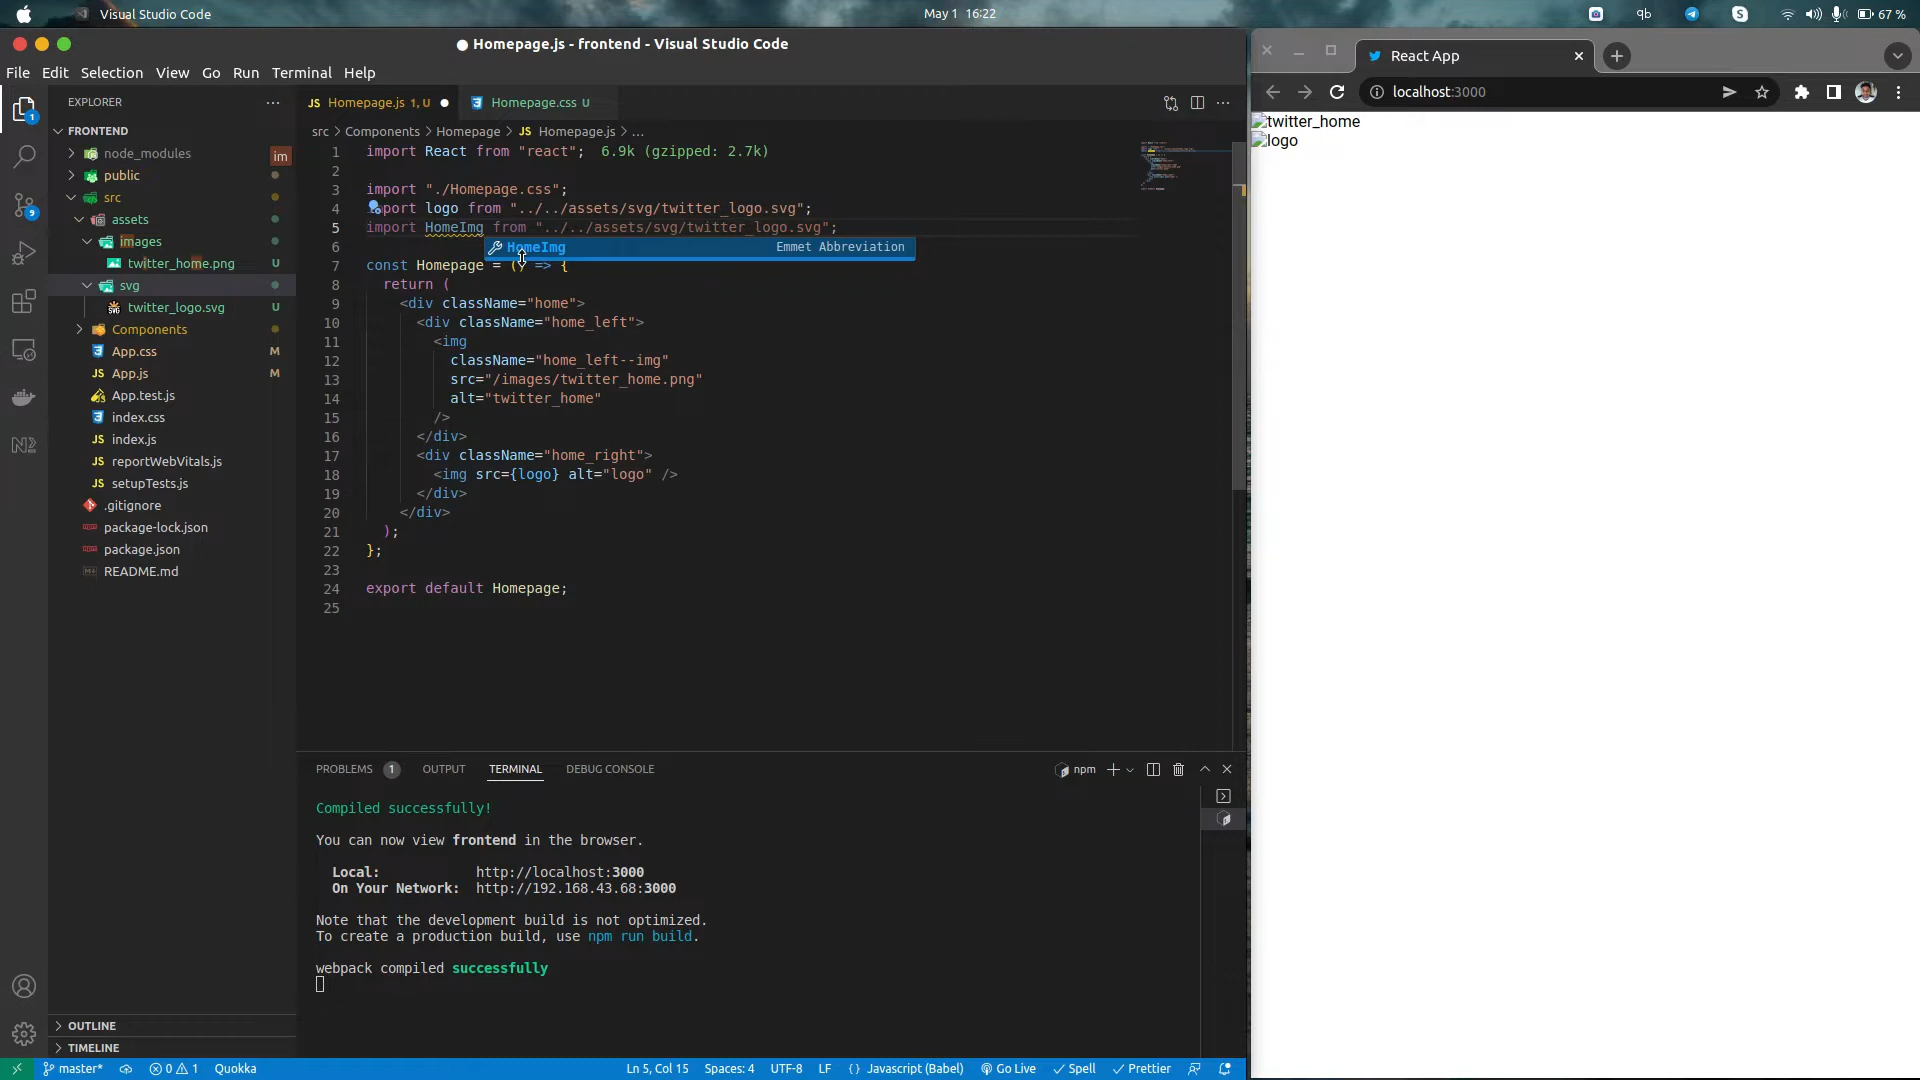 Visual Studio Code
May 1 16:22
qb
67 %
Homepage.js - frontend - Visual Studio Code
File Edit Selection View Go Run Terminal Help
React App
localhost:3000
twitter_home
logo
EXPLORER
FRONTEND
node_modules
im
public
src
assets
images
twitter_home.png U
svg
twitter_logo.svg U
Components
App.css M
App.js M
App.test.js
index.css
index.js
reportWebVitals.js
setupTests.js
.gitignore
package-lock.json
package.json
README.md
OUTLINE
TIMELINE
JS Homepage.js 1, U
Homepage.css U
src > Components > Homepage > JS Homepage.js > ...
1 import React from "react"; 6.9k (gzipped: 2.7k)
2
3 import "./Homepage.css";
4 import logo from "../../assets/svg/twitter_logo.svg";
5 import HomeImg from "../../assets/svg/twitter_logo.svg";
6 HomeImg Emmet Abbreviation
7 const Homepage = () => {
8 return (
9 <div className="home">
10 <div className="home_left">
11 <img
12 className="home_left--img"
13 src="/images/twitter_home.png"
14 alt="twitter_home"
15 />
16 </div>
17 <div className="home_right">
18 <img src={logo} alt="logo" />
19 </div>
20 </div>
21 );
22 };
23
24 export default Homepage;
25
PROBLEMS 1 OUTPUT TERMINAL DEBUG CONSOLE
npm
Compiled successfully!
You can now view frontend in the browser.
Local: http://localhost:3000
On Your Network: http://192.168.43.68:3000
Note that the development build is not optimized.
To create a production build, use npm run build.
webpack compiled successfully
master* 0 1 Quokka
Ln 5, Col 15 Spaces: 4 UTF-8 LF {} Javascript (Babel) Go Live Spell Prettier